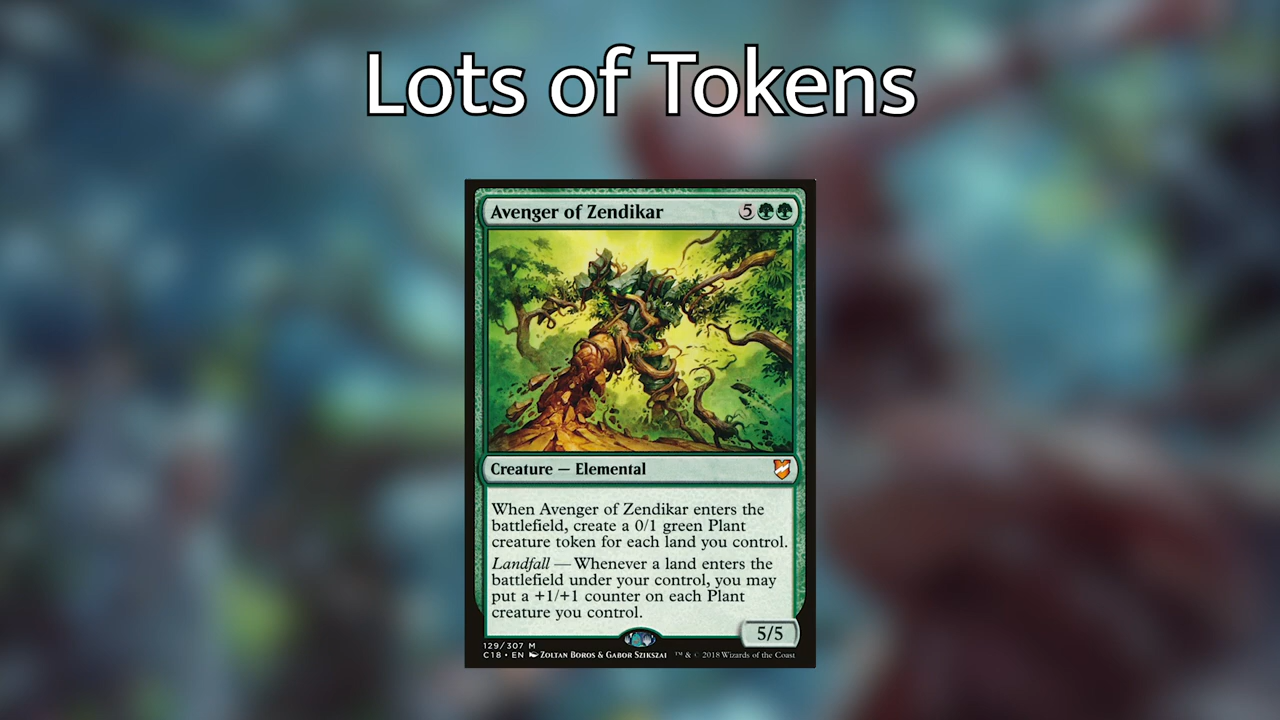 Lots of Tokens
Avenger of Zendikar 5
Creature — Elemental
When Avenger of Zendikar enters the
battlefield, create a 0/1 green Plant
creature token for each land you control.
Landfall — Whenever a land enters the
battlefield under your control, you may
put a +1/+1 counter on each Plant
creature you control.
5/5
129/307 M
C18 • EN Zoltan Boros & Gabor Szikszai ™ & © 2018 Wizards of the Coast